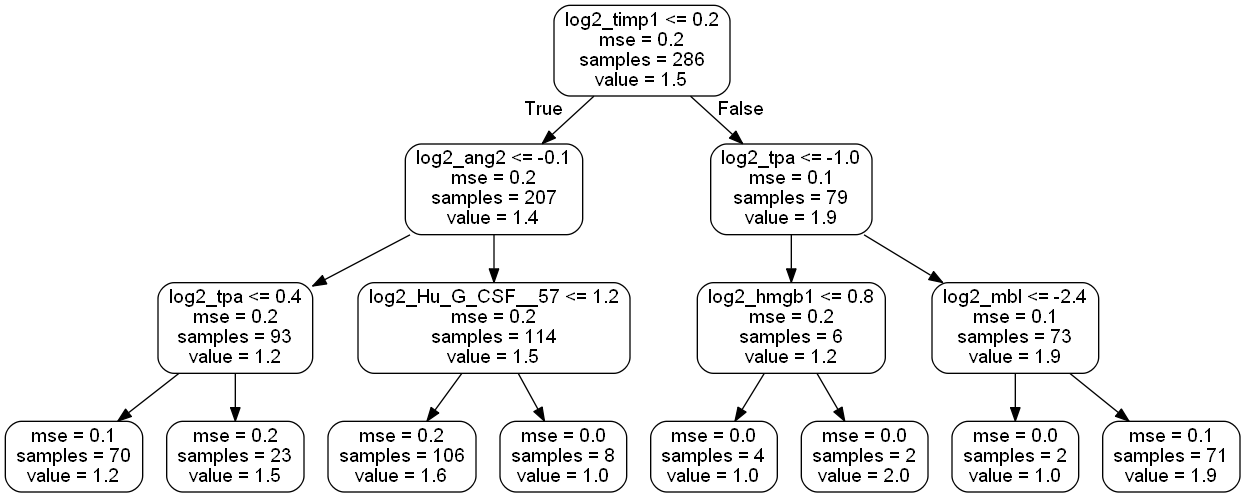 log2_timp1 <= 0.2
mse = 0.2
samples = 286
value = 1.5
True
False
log2_ang2 <= -0.1
mse = 0.2
samples = 207
value = 1.4
log2_tpa <= -1.0
mse = 0.1
samples = 79
value = 1.9
log2_tpa <= 0.4
mse = 0.2
samples = 93
value = 1.2
log2_Hu_G_CSF__57 <= 1.2
mse = 0.2
samples = 114
value = 1.5
log2_hmgb1 <= 0.8
mse = 0.2
samples = 6
value = 1.2
log2_mbl <= -2.4
mse = 0.1
samples = 73
value = 1.9
mse = 0.1
samples = 70
value = 1.2
mse = 0.2
samples = 23
value = 1.5
mse = 0.2
samples = 106
value = 1.6
mse = 0.0
samples = 8
value = 1.0
mse = 0.0
samples = 4
value = 1.0
mse = 0.0
samples = 2
value = 2.0
mse = 0.0
samples = 2
value = 1.0
mse = 0.1
samples = 71
value = 1.9